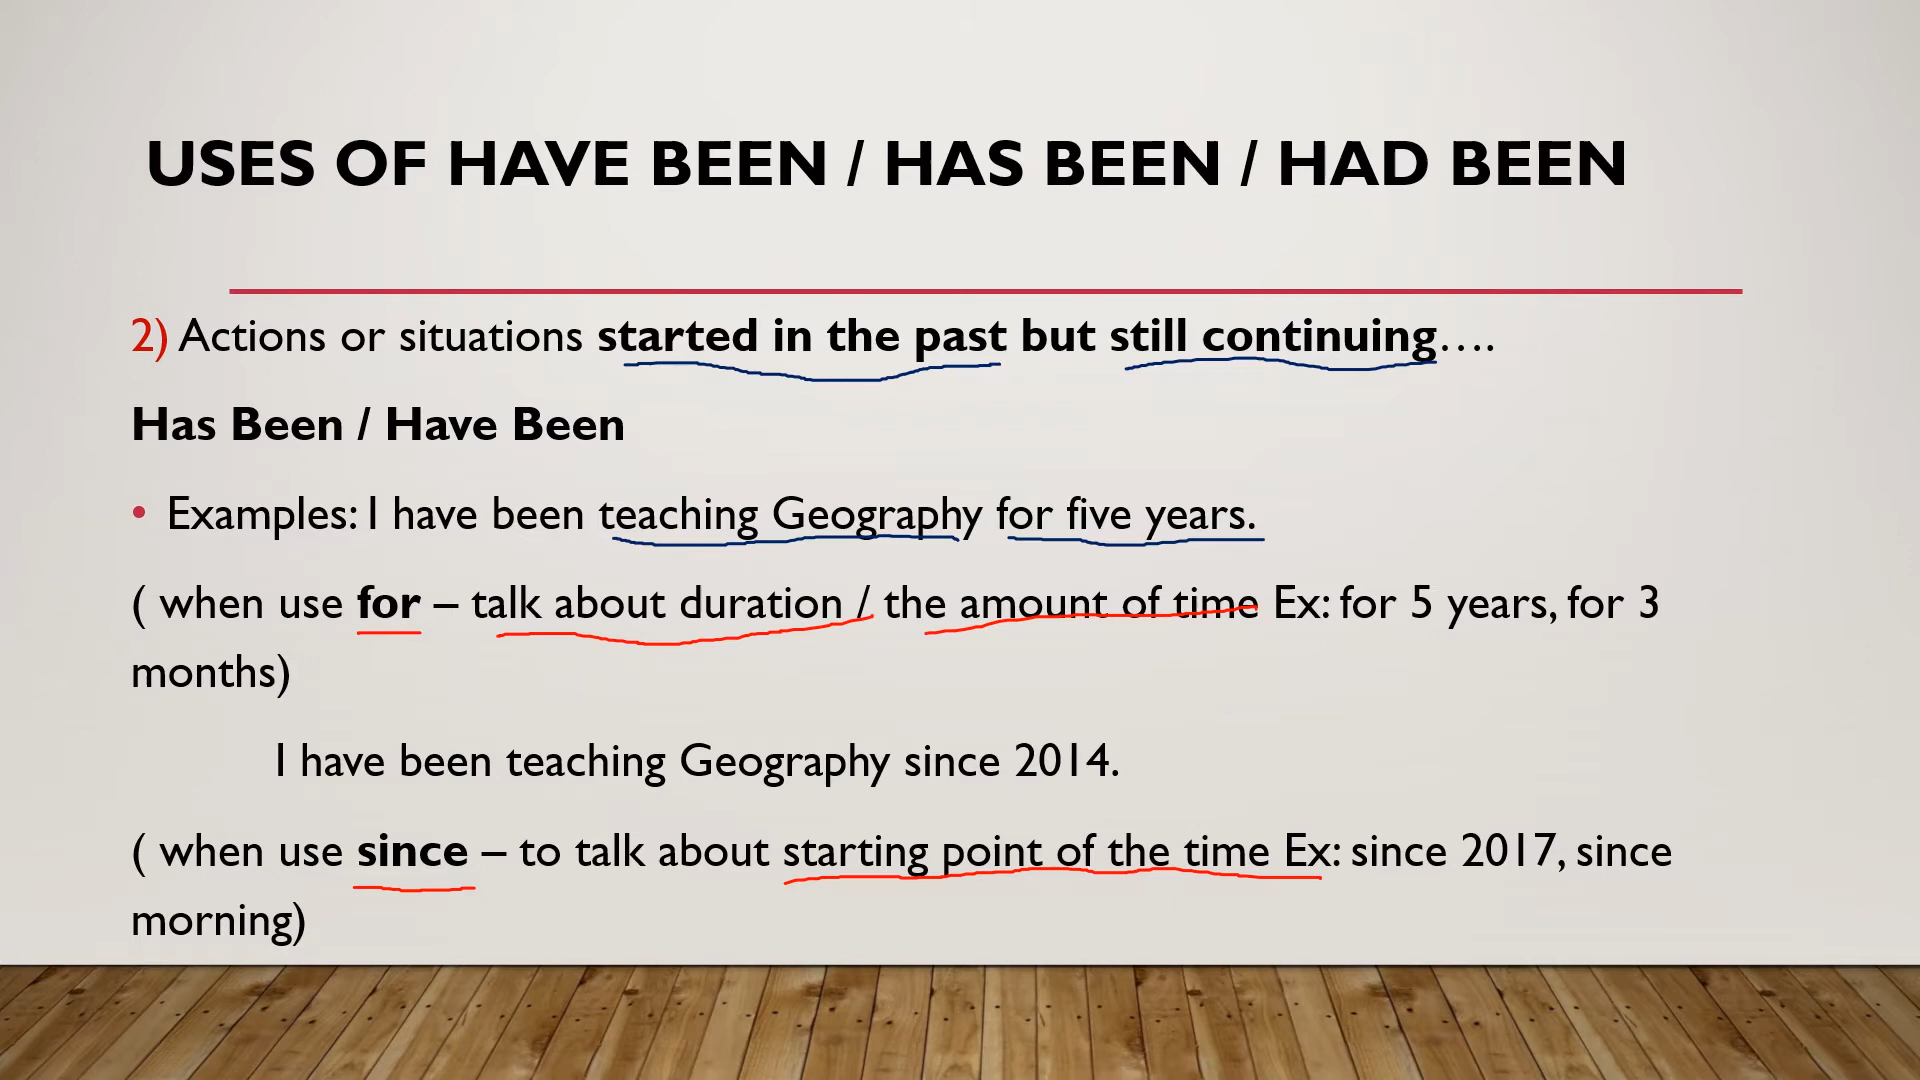 USES OF HAVE BEEN / HAS BEEN / HAD BEEN
2) Actions or situations started in the past but still continuing….
Has Been / Have Been
• Examples: I have been teaching Geography for five years.
( when use for – talk about duration / the amount of time Ex: for 5 years, for 3
months)
I have been teaching Geography since 2014.
( when use since – to talk about starting point of the time Ex: since 2017, since
morning)